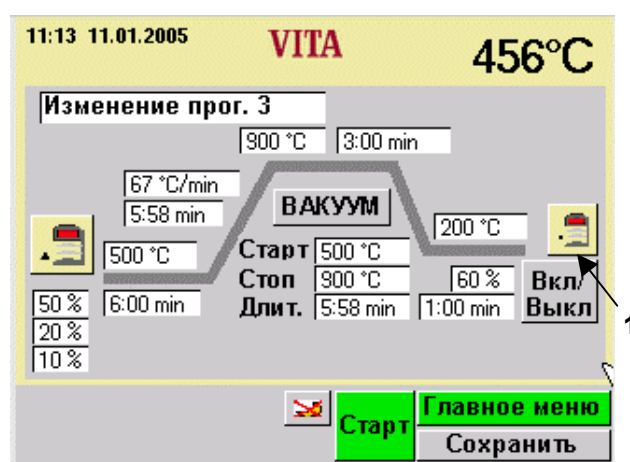 11:13 11.01.2005 VITA 456°C
Изменение прог. 3
900 °C 3:00 min
67 °C/min
5:58 min ВАКУУМ 200 °C
500 °C Старт 500 °C
Стоп 900 °C 60 % Вкл/
50 % 6:00 min Длит. 5:58 min 1:00 min Выкл
20 %
10 %
1
Старт Главное меню
Сохранить